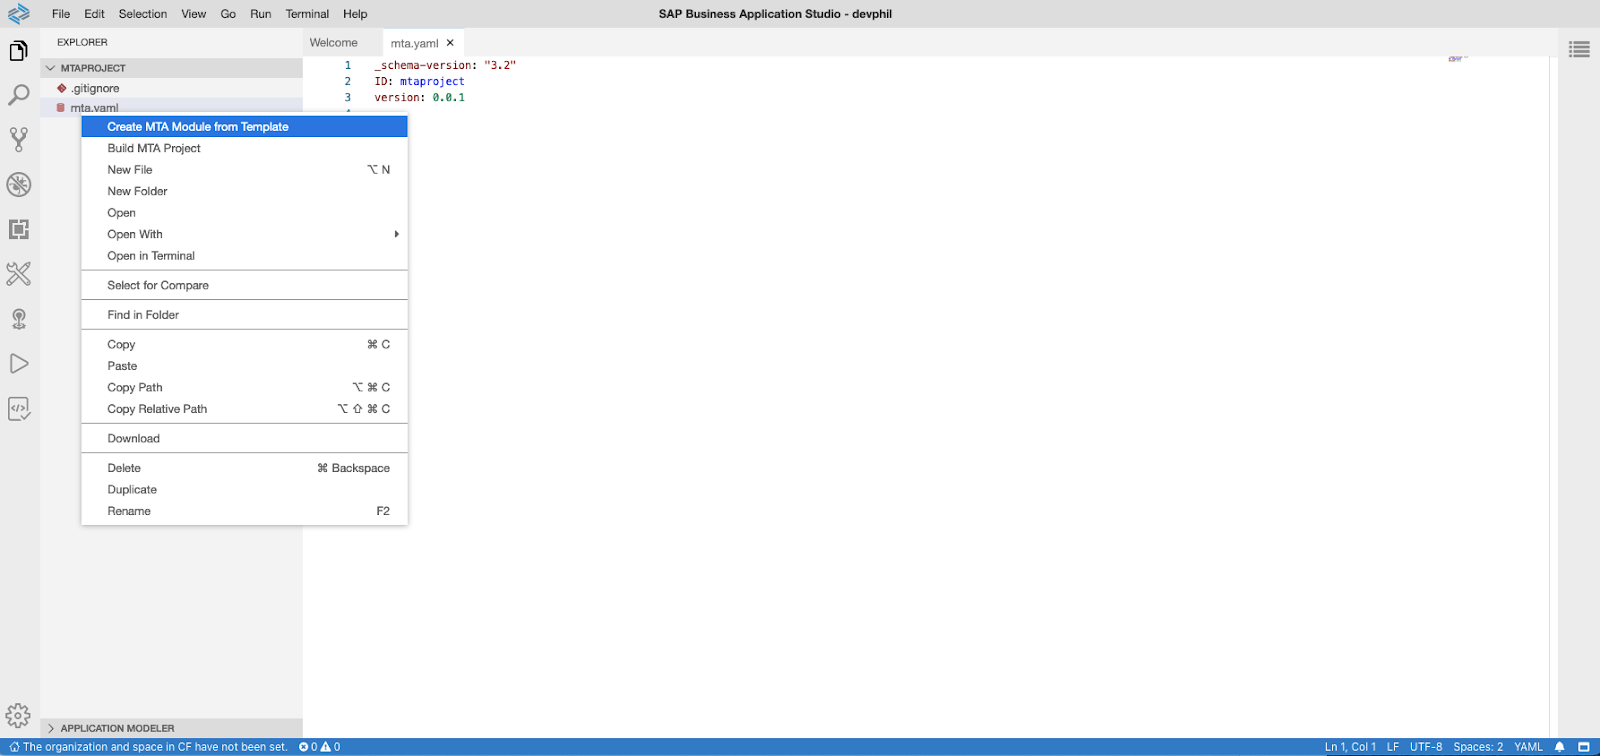 File Edit Selection View Go Run Terminal Help
SAP Business Application Studio - devphil
EXPLORER
Welcome
mta.yaml ×
MTAPROJECT
.gitignore
mta.yaml
1 _schema-version: "3.2"
2 ID: mtaproject
3 version: 0.0.1
Create MTA Module from Template
Build MTA Project
New File ⌥ N
New Folder
Open
Open With
Open in Terminal
Select for Compare
Find in Folder
Copy ⌘ C
Paste
Copy Path ⌥ ⌘ C
Copy Relative Path ⌥ ⇧ ⌘ C
Download
Delete ⌘ Backspace
Duplicate
Rename F2
APPLICATION MODELER
The organization and space in CF have not been set. 0 0
Ln 1, Col 1 LF UTF-8 Spaces: 2 YAML